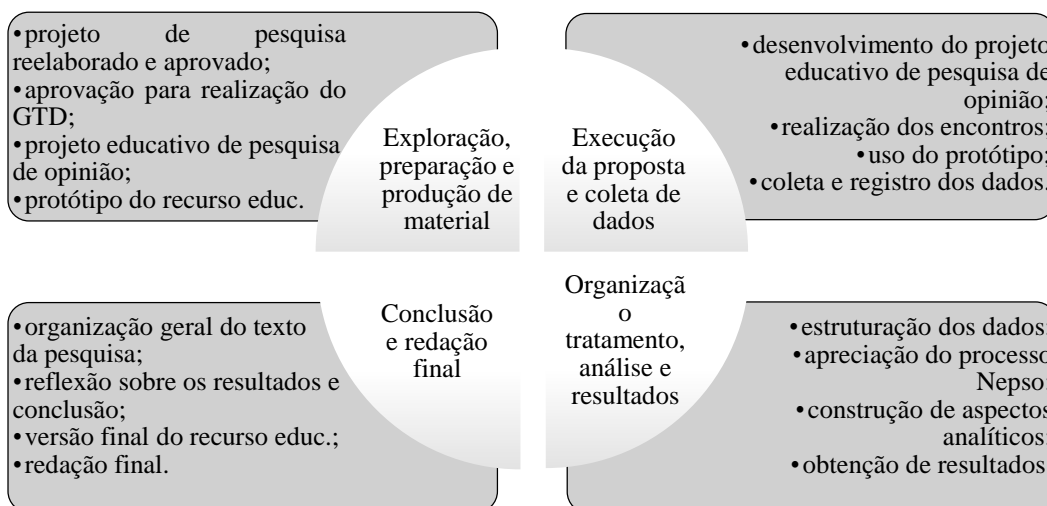 •projeto de pesquisa
reelaborado e aprovado;
•aprovação para realização do
GTD;
•projeto educativo de pesquisa
de opinião;
•protótipo do recurso educ.
Exploração,
preparação e
produção de
material
Execução
da proposta
e coleta de
dados
•desenvolvimento do projeto
educativo de pesquisa de
opinião;
•realização dos encontros;
•uso do protótipo;
•coleta e registro dos dados.
•organização geral do texto
da pesquisa;
•reflexão sobre os resultados e
conclusão;
•versão final do recurso educ.;
•redação final.
Conclusão
e redação
final
Organizaçã
o
tratamento,
análise e
resultados
•estruturação dos dados;
•apreciação do processo
Nepso;
•construção de aspectos
analíticos;
•obtenção de resultados